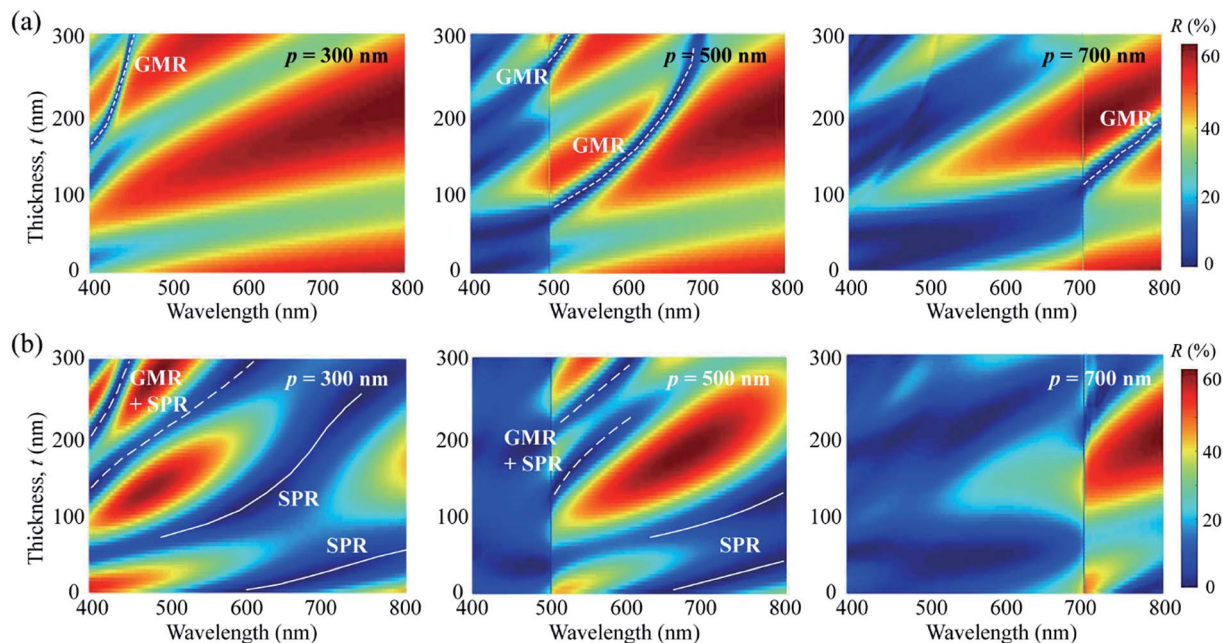 (a)
300
200
100
0
Thickness, t (nm)
GMR
p = 300 nm
400 500 600 700 800
Wavelength (nm)
300
200
100
0
GMR
p = 500 nm
GMR
400 500 600 700 800
Wavelength (nm)
300
200
100
0
p = 700 nm
GMR
400 500 600 700 800
Wavelength (nm)
R (%)
60
40
20
0
(b)
300
200
100
0
Thickness, t (nm)
GMR
+ SPR
p = 300 nm
SPR
SPR
400 500 600 700 800
Wavelength (nm)
300
200
100
0
p = 500 nm
GMR
+ SPR
SPR
400 500 600 700 800
Wavelength (nm)
300
200
100
0
p = 700 nm
400 500 600 700 800
Wavelength (nm)
R (%)
60
40
20
0